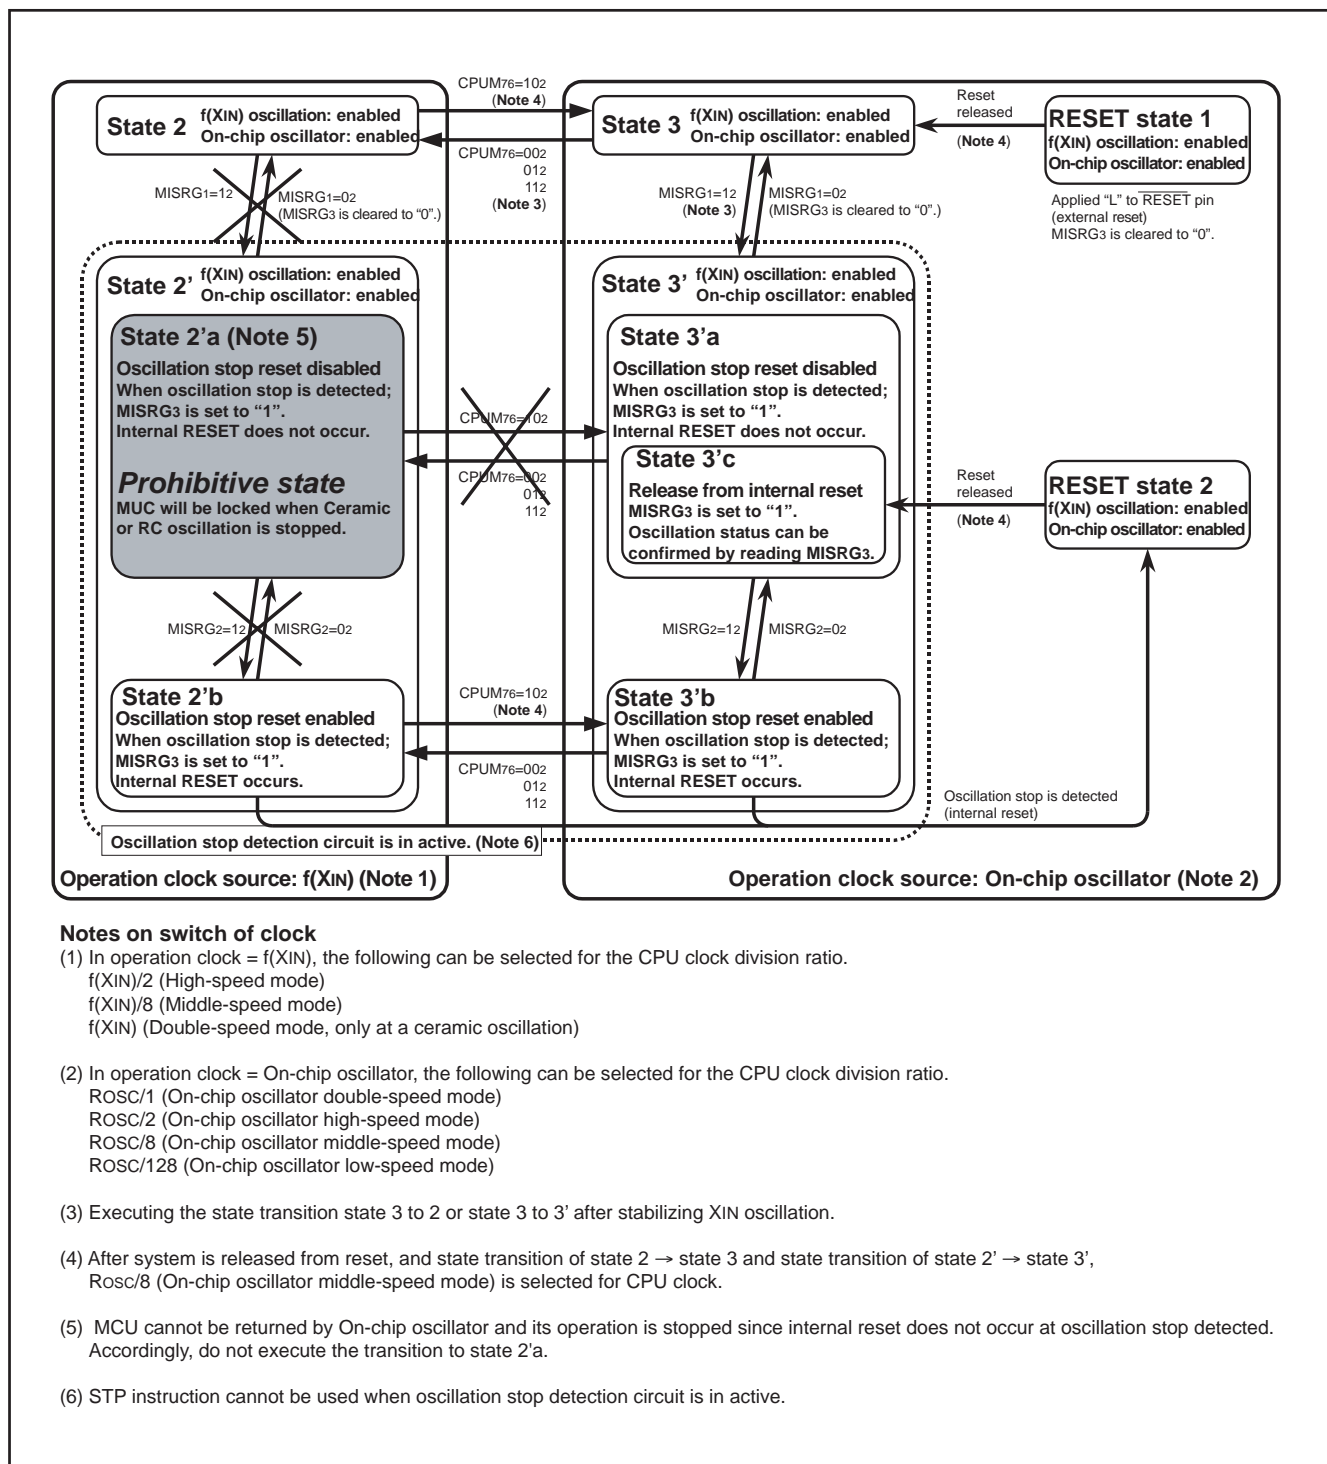 CPUM76=102
(Note 4)
State 2
f(XIN) oscillation: enabled
On-chip oscillator: enabled
CPUM76=002
012
112
(Note 3)
State 3
f(XIN) oscillation: enabled
On-chip oscillator: enabled
Reset
released
(Note 4)
RESET state 1
f(XIN) oscillation: enabled
On-chip oscillator: enabled
Applied “L” to RESET pin
(external reset)
MISRG3 is cleared to “0”.
MISRG1=12
MISRG1=02
(MISRG3 is cleared to “0”.)
MISRG1=12
(Note 3)
MISRG1=02
(MISRG3 is cleared to “0”.)
State 2'
f(XIN) oscillation: enabled
On-chip oscillator: enabled
State 2'a (Note 5)
Oscillation stop reset disabled
When oscillation stop is detected;
MISRG3 is set to “1”.
Internal RESET does not occur.
Prohibitive state
MUC will be locked when Ceramic
or RC oscillation is stopped.
CPUM76=102
CPUM76=002
012
112
State 3'
f(XIN) oscillation: enabled
On-chip oscillator: enabled
State 3'a
Oscillation stop reset disabled
When oscillation stop is detected;
MISRG3 is set to “1”.
Internal RESET does not occur.
State 3'c
Release from internal reset
MISRG3 is set to “1”.
Oscillation status can be
confirmed by reading MISRG3.
Reset
released
(Note 4)
RESET state 2
f(XIN) oscillation: enabled
On-chip oscillator: enabled
MISRG2=12
MISRG2=02
MISRG2=12
MISRG2=02
State 2'b
Oscillation stop reset enabled
When oscillation stop is detected;
MISRG3 is set to “1”.
Internal RESET occurs.
CPUM76=102
(Note 4)
CPUM76=002
012
112
State 3'b
Oscillation stop reset enabled
When oscillation stop is detected;
MISRG3 is set to “1”.
Internal RESET occurs.
Oscillation stop is detected
(internal reset)
Oscillation stop detection circuit is in active. (Note 6)
Operation clock source: f(XIN) (Note 1)
Operation clock source: On-chip oscillator (Note 2)
Notes on switch of clock
(1) In operation clock = f(XIN), the following can be selected for the CPU clock division ratio.
f(XIN)/2 (High-speed mode)
f(XIN)/8 (Middle-speed mode)
f(XIN) (Double-speed mode, only at a ceramic oscillation)
(2) In operation clock = On-chip oscillator, the following can be selected for the CPU clock division ratio.
ROSC/1 (On-chip oscillator double-speed mode)
ROSC/2 (On-chip oscillator high-speed mode)
ROSC/8 (On-chip oscillator middle-speed mode)
ROSC/128 (On-chip oscillator low-speed mode)
(3) Executing the state transition state 3 to 2 or state 3 to 3' after stabilizing XIN oscillation.
(4) After system is released from reset, and state transition of state 2 → state 3 and state transition of state 2' → state 3',
ROSC/8 (On-chip oscillator middle-speed mode) is selected for CPU clock.
(5) MCU cannot be returned by On-chip oscillator and its operation is stopped since internal reset does not occur at oscillation stop detected.
Accordingly, do not execute the transition to state 2'a.
(6) STP instruction cannot be used when oscillation stop detection circuit is in active.